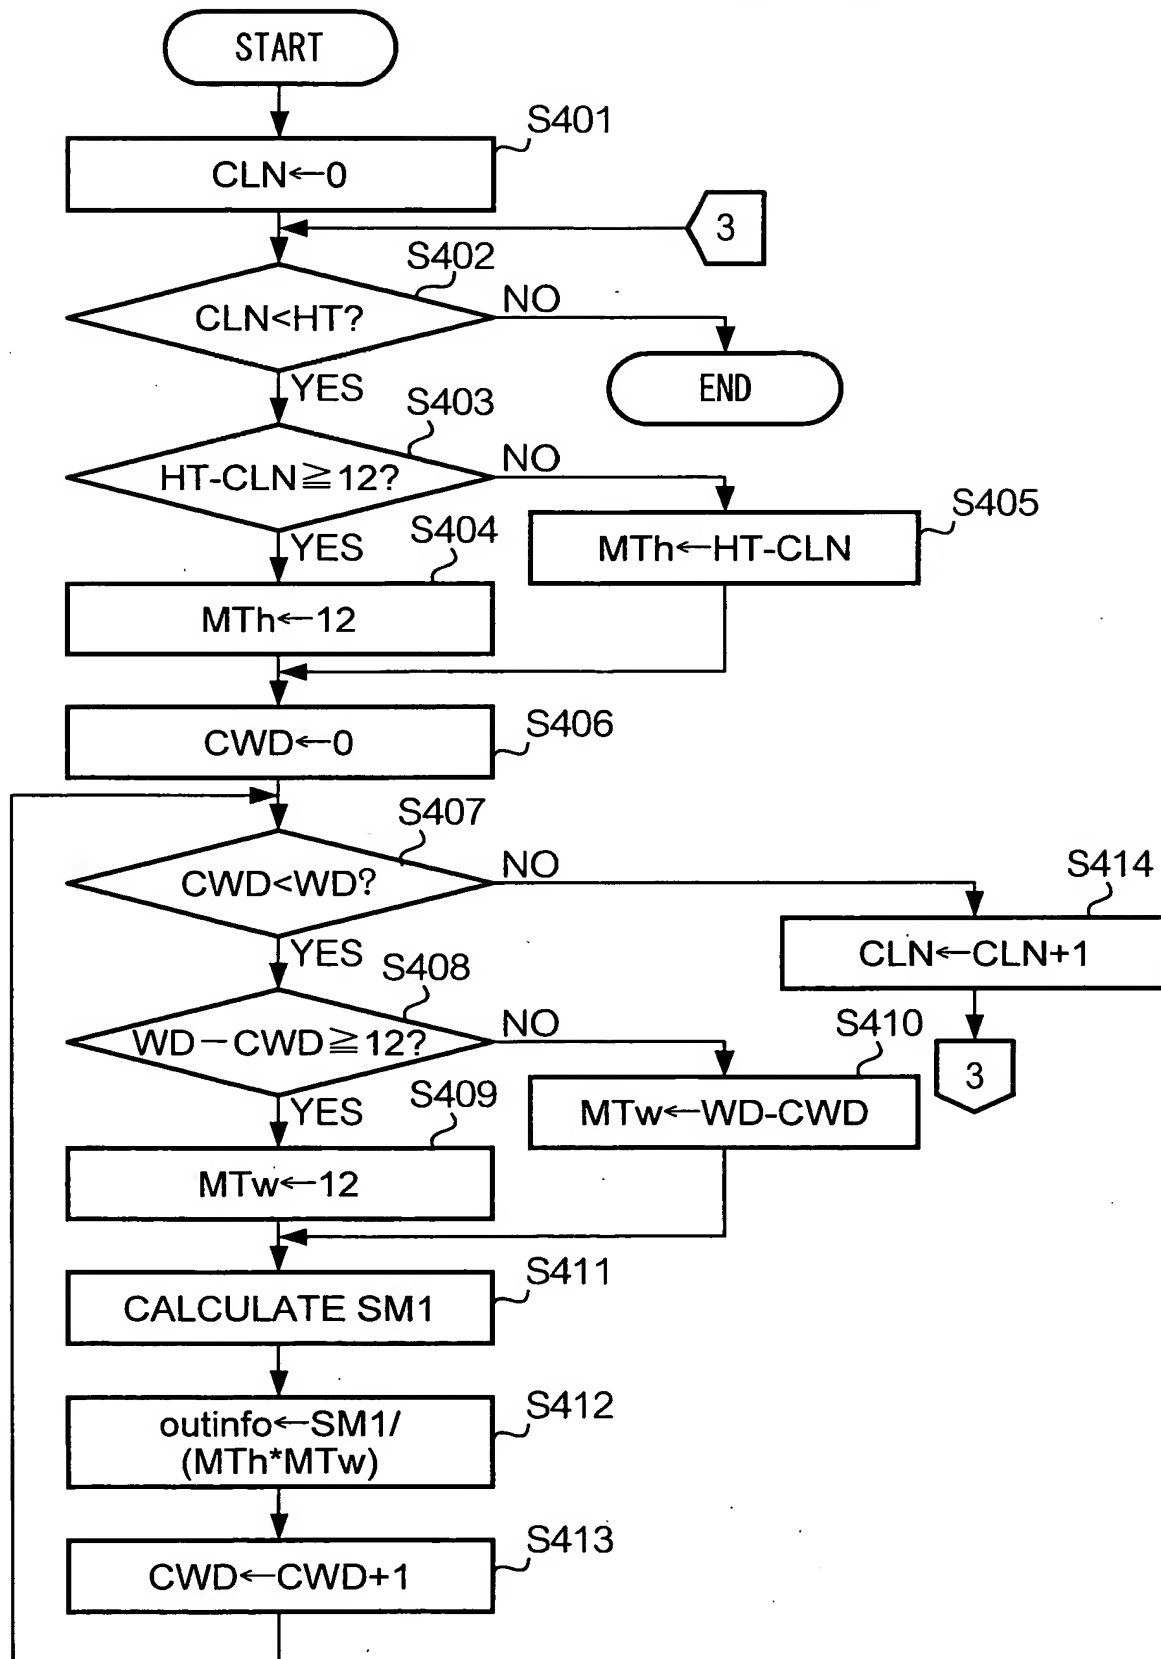 START
S401
CLN←0
3
S402
CLN<HT?
NO
END
YES
S403
HT-CLN≧12?
NO
S405
MTh←HT-CLN
YES
S404
MTh←12
S406
CWD←0
S407
CWD<WD?
NO
S414
CLN←CLN+1
3
YES
S408
WD−CWD≧12?
NO
S410
MTw←WD-CWD
YES
S409
MTw←12
S411
CALCULATE SM1
S412
outinfo←SM1/
(MTh*MTw)
S413
CWD←CWD+1